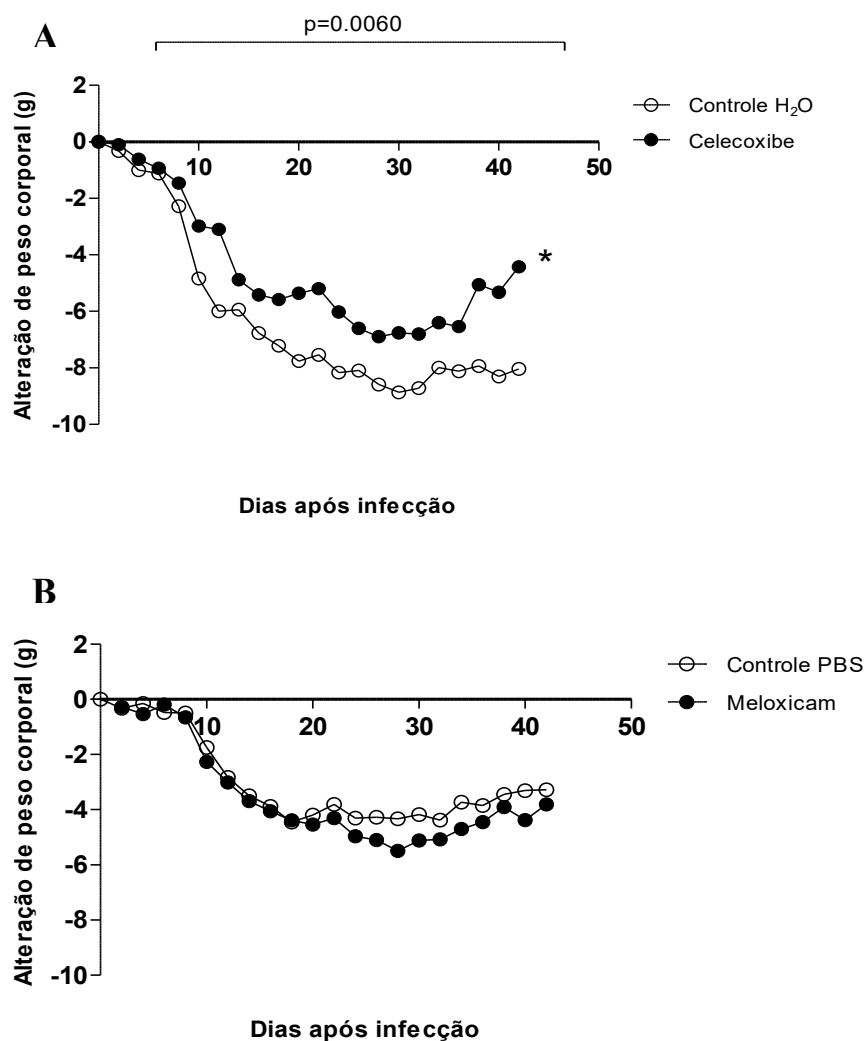 p=0.0060
A
2
0
-2
-4
-6
-8
-10
10 20 30 40 50
*
Alteração de peso corporal (g)
Controle H₂O
Celecoxibe
Dias após infecção
B
2
0
-2
-4
-6
-8
-10
10 20 30 40 50
Alteração de peso corporal (g)
Controle PBS
Meloxicam
Dias após infecção